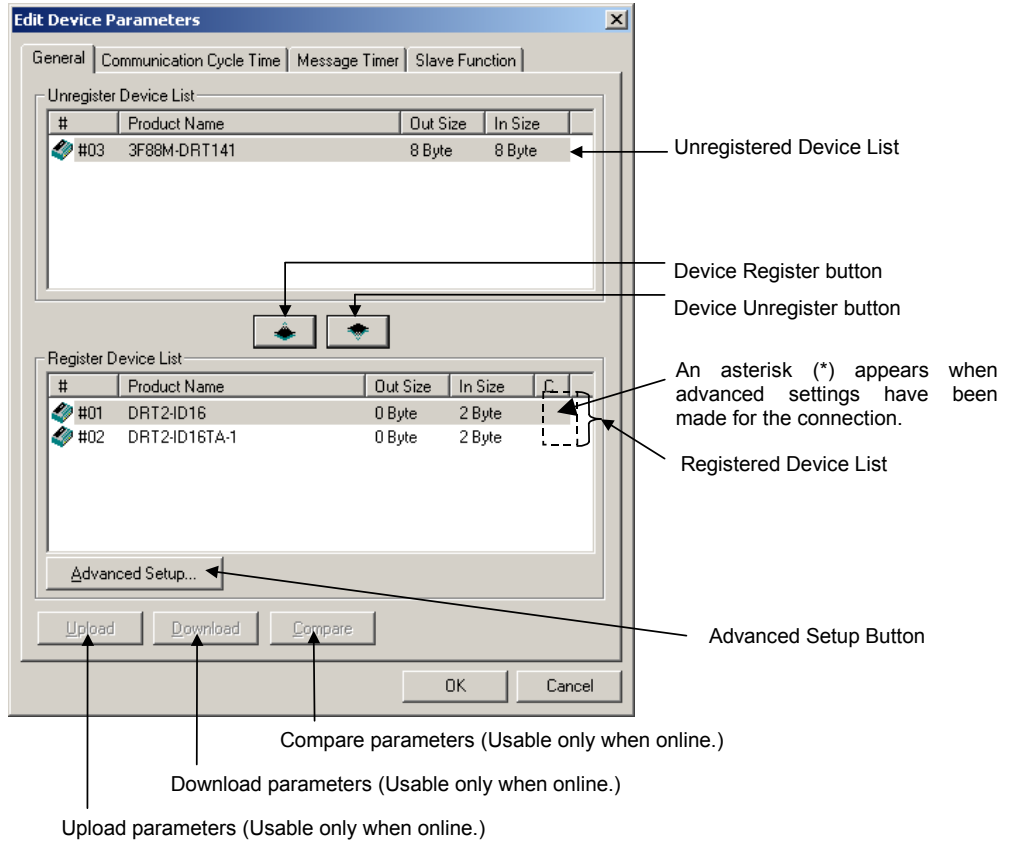 Edit Device Parameters
General Communication Cycle Time Message Timer Slave Function
Unregister Device List
# Product Name Out Size In Size
#03 3F88M-DRT141 8 Byte 8 Byte
Unregistered Device List
Device Register button
Device Unregister button
Register Device List
# Product Name Out Size In Size C..
#01 DRT2-ID16 0 Byte 2 Byte
#02 DRT2-ID16TA-1 0 Byte 2 Byte
An asterisk (*) appears when
advanced settings have been
made for the connection.
Registered Device List
Advanced Setup...
Upload Download Compare
Advanced Setup Button
OK Cancel
Compare parameters (Usable only when online.)
Download parameters (Usable only when online.)
Upload parameters (Usable only when online.)